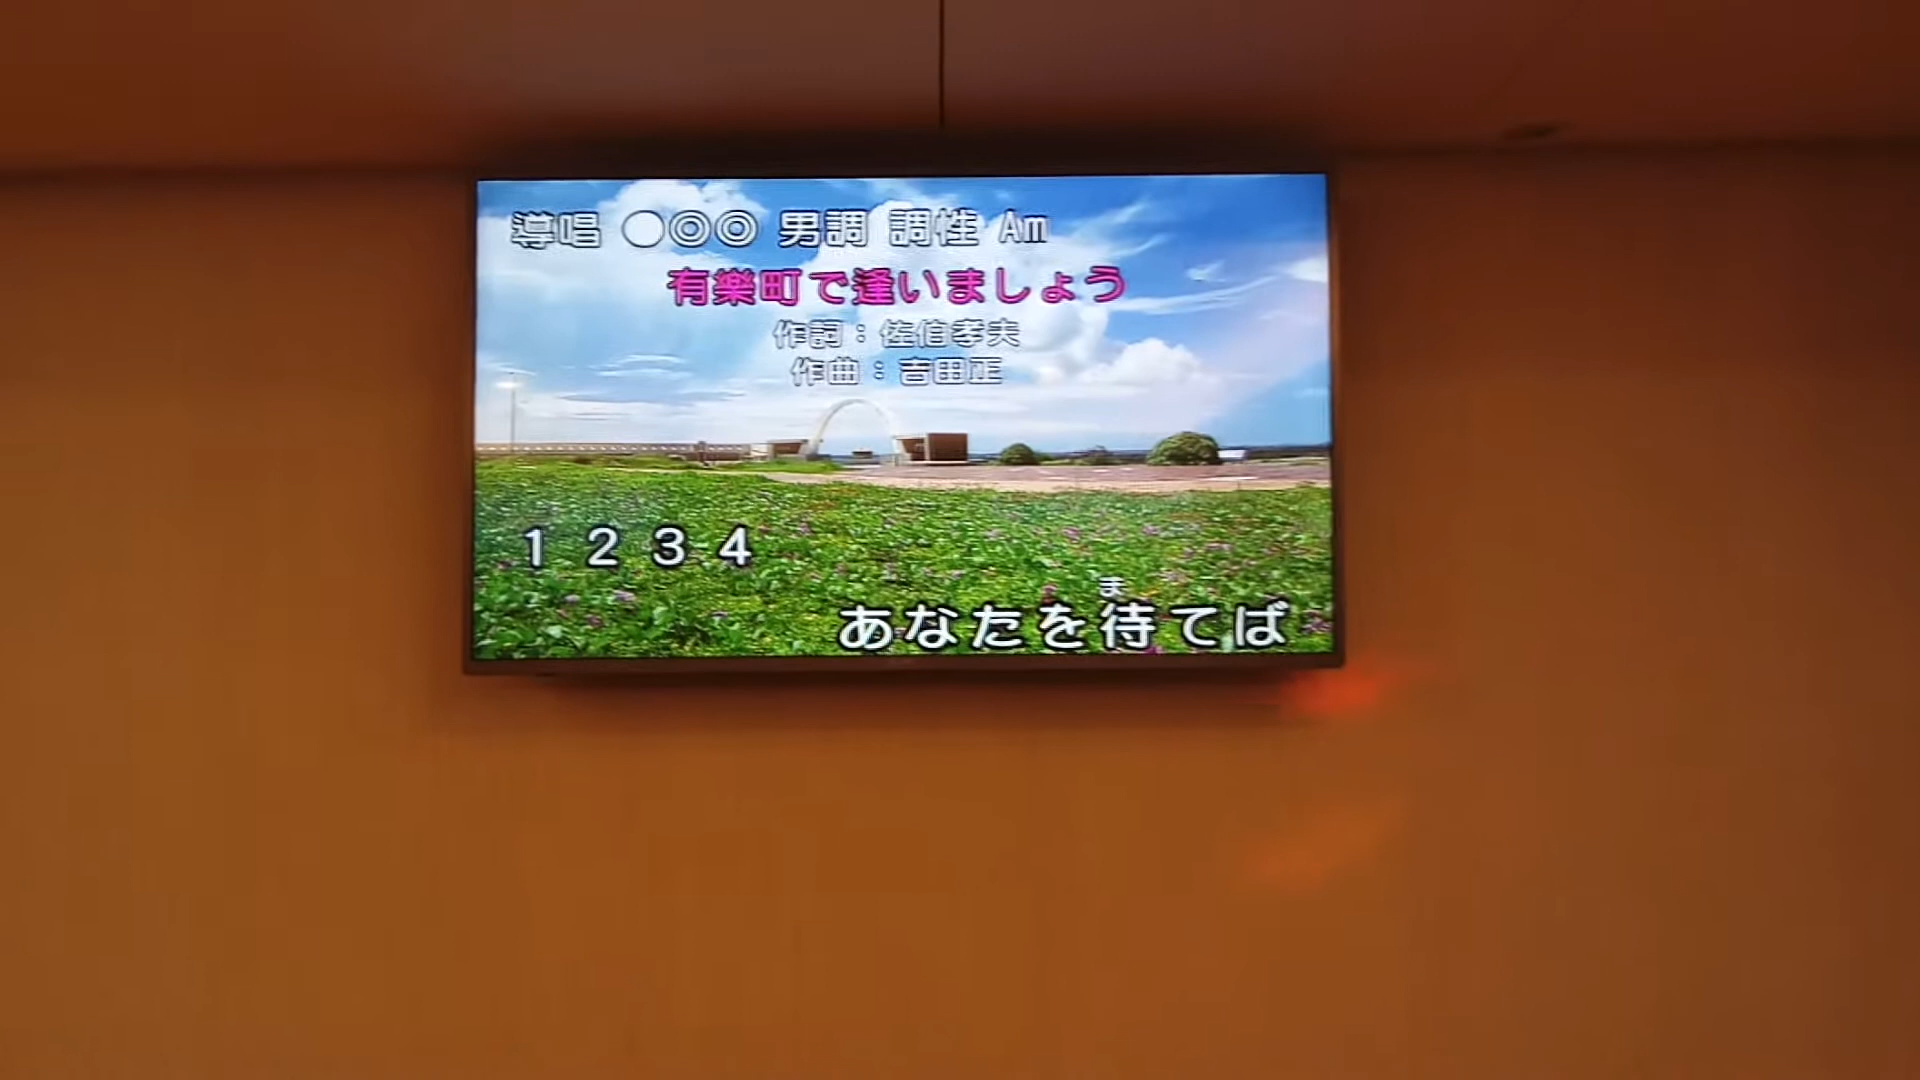 導唱 ○◎◎ 男調 調性 Am
有樂町で逢いましょう
作詞：佐伯孝夫
作曲：吉田正
1 2 3 4
ま
あなたを待てば